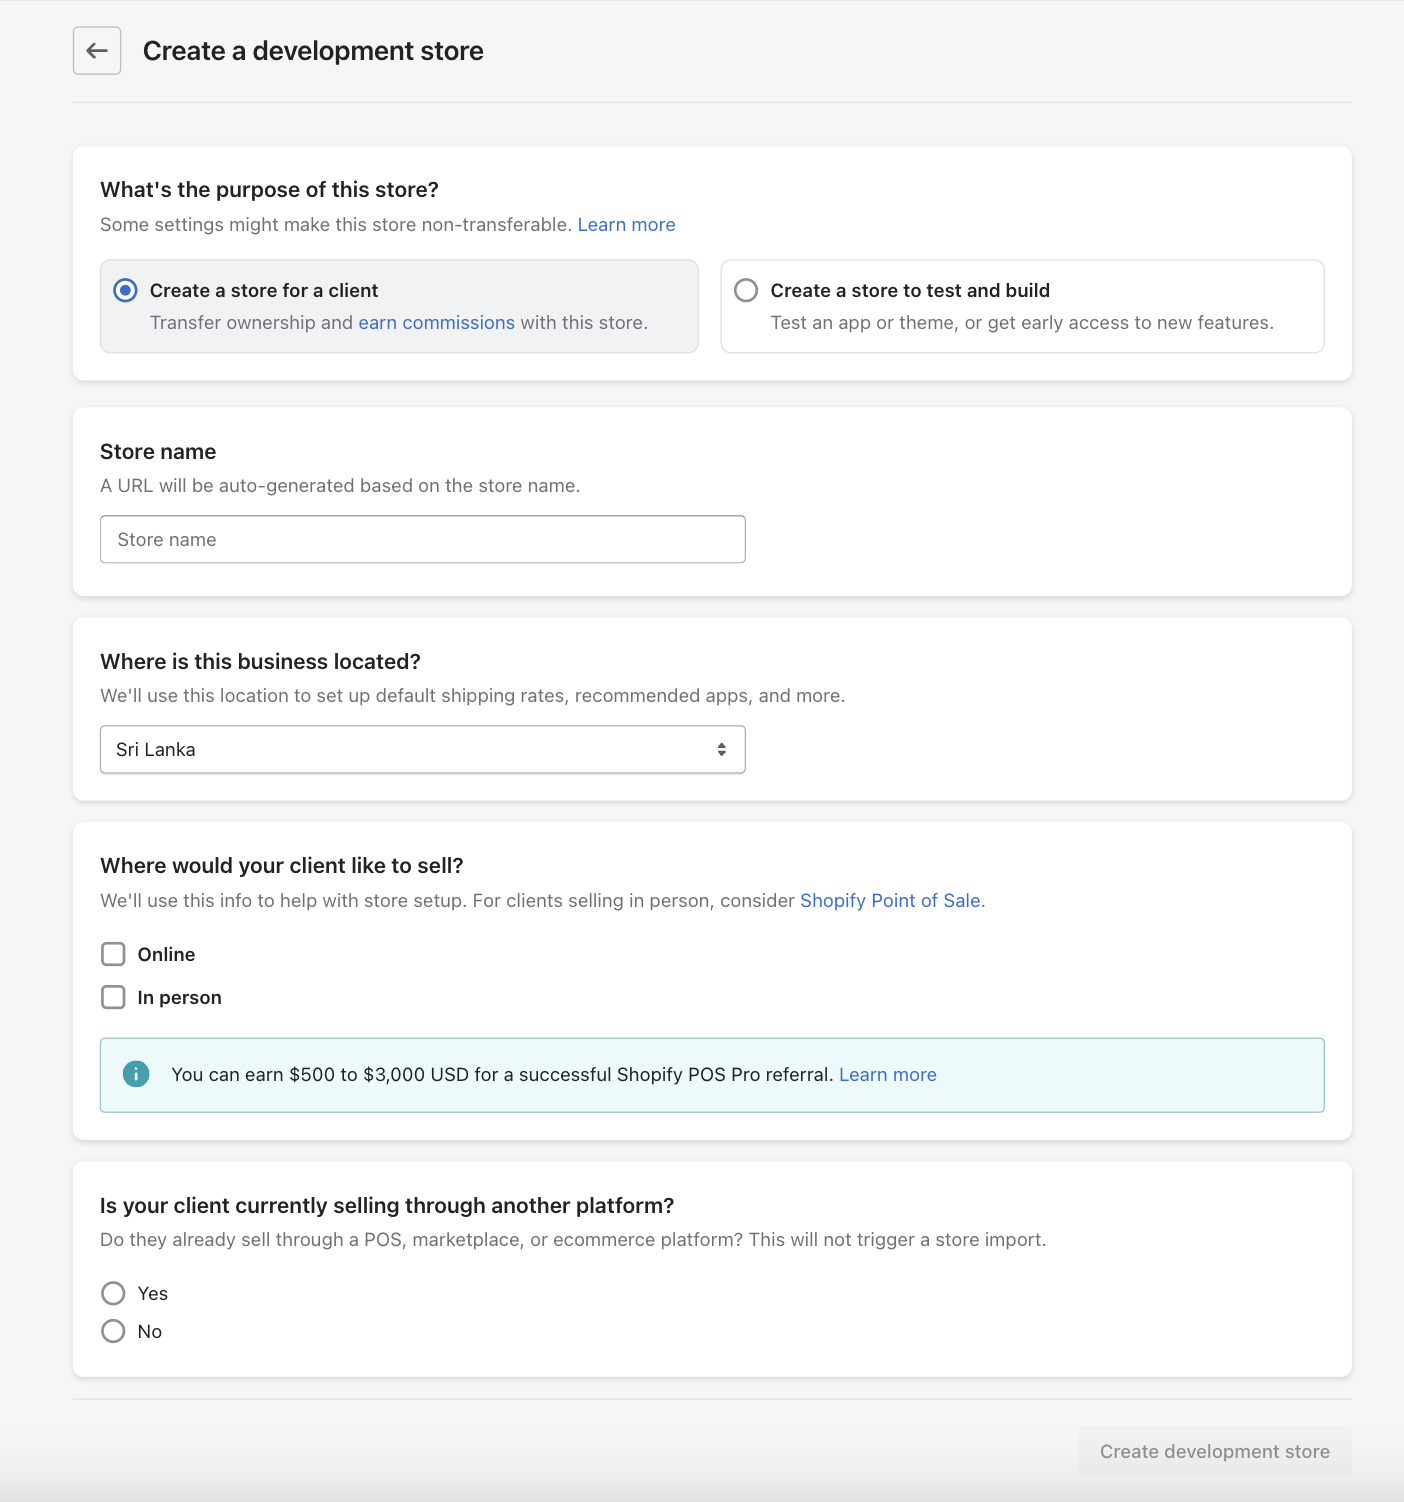 Create a development store
What's the purpose of this store?
Some settings might make this store non-transferable. Learn more
Create a store for a client
Transfer ownership and earn commissions with this store.
Create a store to test and build
Test an app or theme, or get early access to new features.
Store name
A URL will be auto-generated based on the store name.
Store name
Where is this business located?
We'll use this location to set up default shipping rates, recommended apps, and more.
Sri Lanka
Where would your client like to sell?
We'll use this info to help with store setup. For clients selling in person, consider Shopify Point of Sale.
Online
In person
You can earn $500 to $3,000 USD for a successful Shopify POS Pro referral. Learn more
Is your client currently selling through another platform?
Do they already sell through a POS, marketplace, or ecommerce platform? This will not trigger a store import.
Yes
No
Create development store